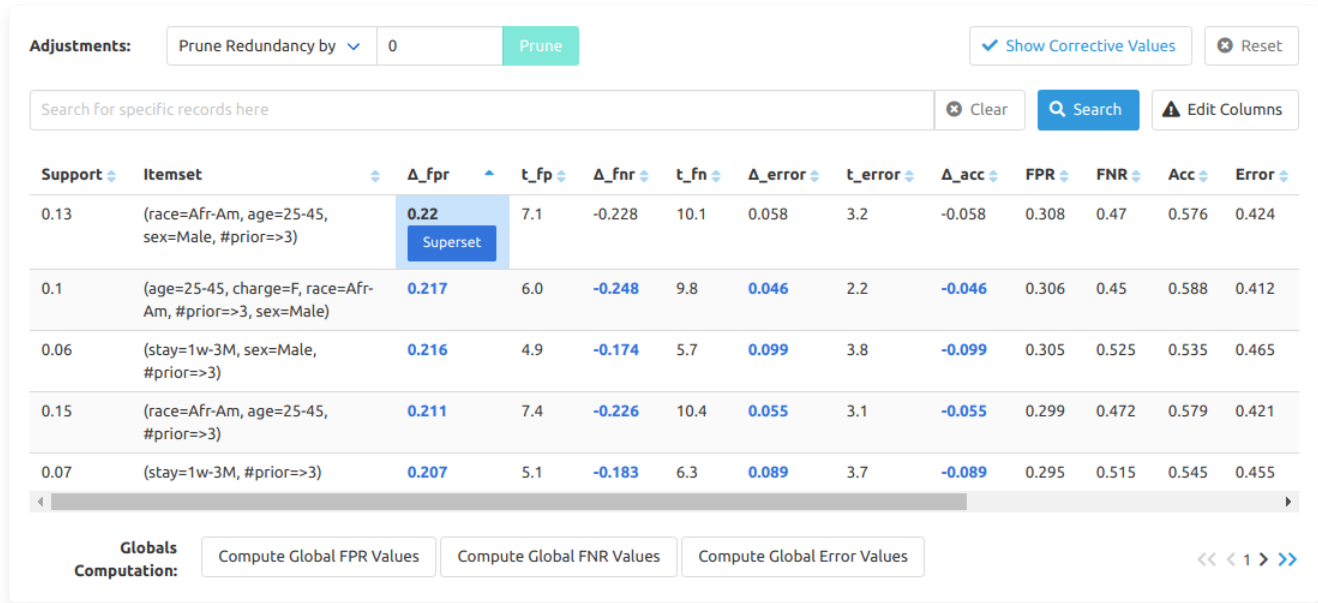 Adjustments: Prune Redundancy by 0 Prune Show Corrective Values Reset
Search for specific records here Clear Search Edit Columns
Support Itemset Δ_fpr t_fp Δ_fnr t_fn Δ_error t_error Δ_acc FPR FNR Acc Error
0.13 (race=Afr-Am, age=25-45, 0.22 7.1 -0.228 10.1 0.058 3.2 -0.058 0.308 0.47 0.576 0.424
sex=Male, #prior=>3) Superset
0.1 (age=25-45, charge=F, race=Afr- 0.217 6.0 -0.248 9.8 0.046 2.2 -0.046 0.306 0.45 0.588 0.412
Am, #prior=>3, sex=Male)
0.06 (stay=1w-3M, sex=Male, 0.216 4.9 -0.174 5.7 0.099 3.8 -0.099 0.305 0.525 0.535 0.465
#prior=>3)
0.15 (race=Afr-Am, age=25-45, 0.211 7.4 -0.226 10.4 0.055 3.1 -0.055 0.299 0.472 0.579 0.421
#prior=>3)
0.07 (stay=1w-3M, #prior=>3) 0.207 5.1 -0.183 6.3 0.089 3.7 -0.089 0.295 0.515 0.545 0.455
Globals
Computation: Compute Global FPR Values Compute Global FNR Values Compute Global Error Values << < 1 > >>